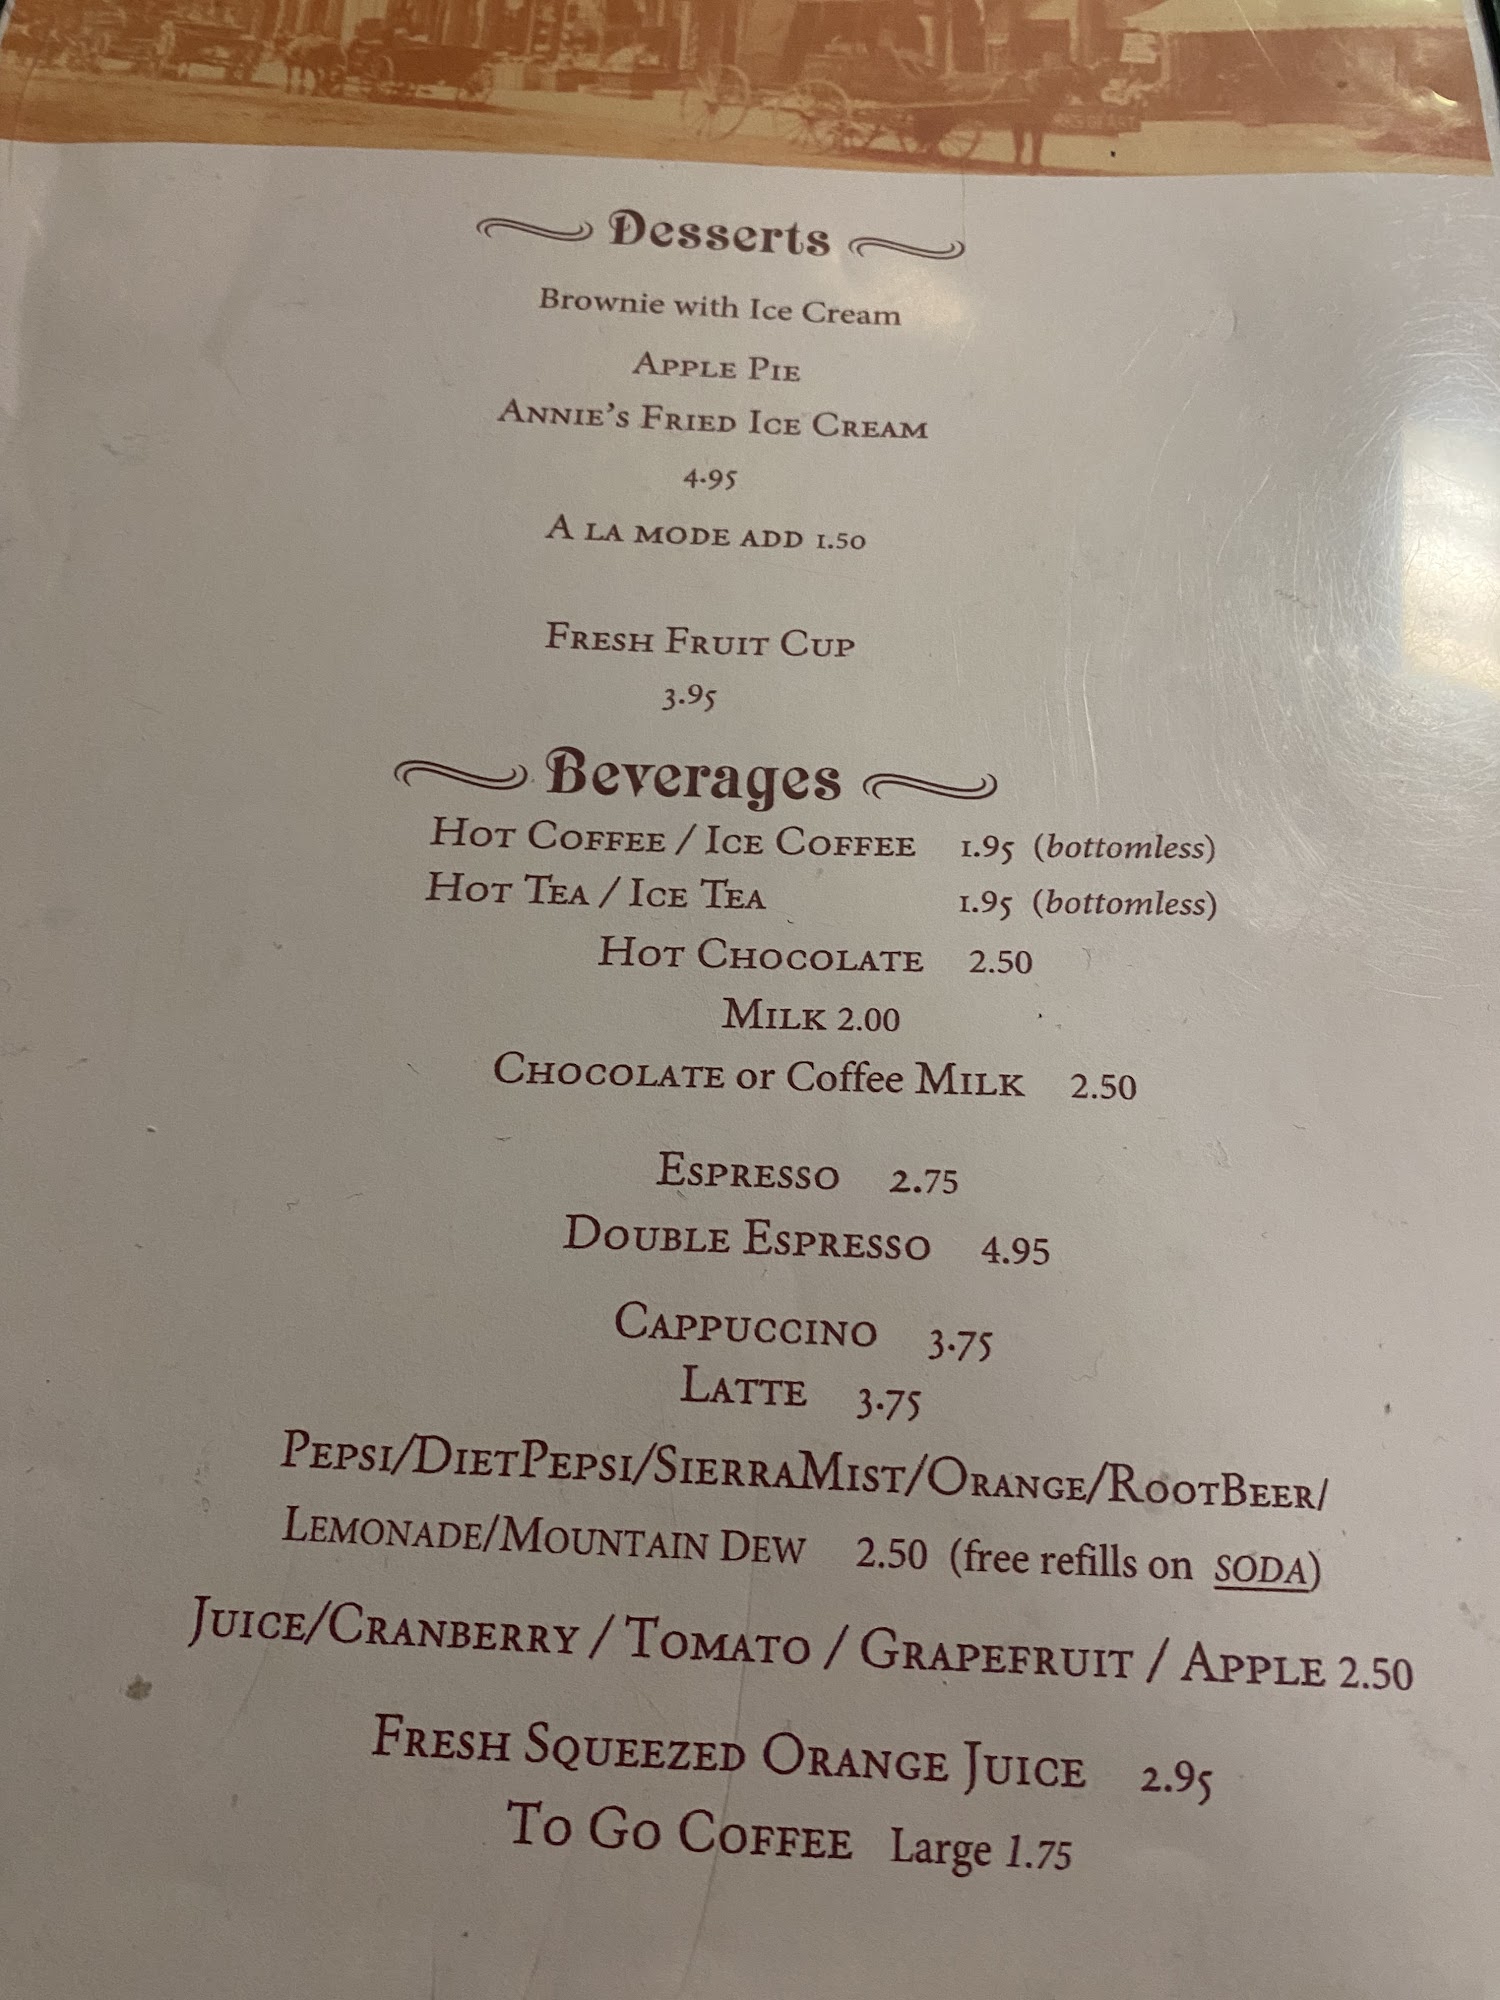 Desserts
Brownie with Ice Cream
Apple Pie
Annie's Fried Ice Cream
4.95
A la mode add 1.50
Fresh Fruit Cup
3.95
Beverages
Hot Coffee / Ice Coffee 1.95 (bottomless)
Hot Tea / Ice Tea 1.95 (bottomless)
Hot Chocolate 2.50
Milk 2.00
Chocolate or Coffee Milk 2.50
Espresso 2.75
Double Espresso 4.95
Cappuccino 3.75
Latte 3.75
Pepsi/DietPepsi/SierraMist/Orange/RootBeer/
Lemonade/Mountain Dew 2.50 (free refills on SODA)
Juice/Cranberry / Tomato / Grapefruit / Apple 2.50
Fresh Squeezed Orange Juice 2.95
To Go Coffee Large 1.75